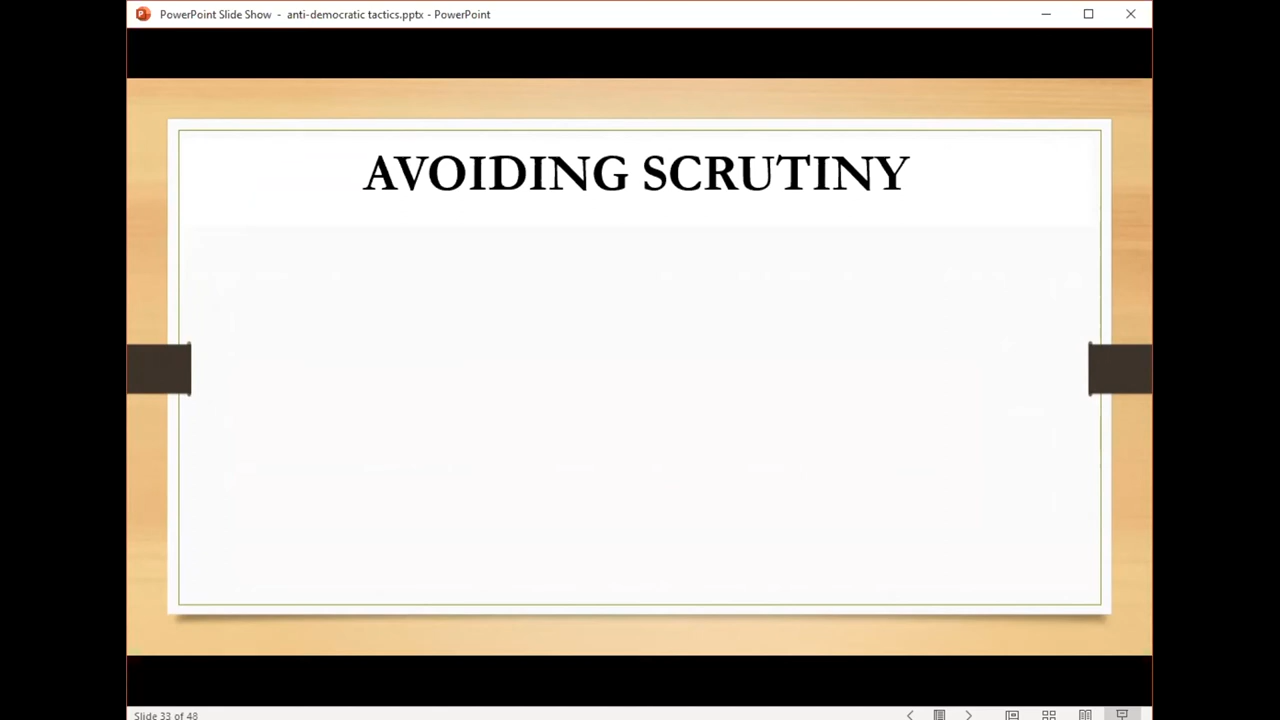 PowerPoint Slide Show - anti-democratic tactics.pptx - PowerPoint
AVOIDING SCRUTINY
Slide 33 of 48